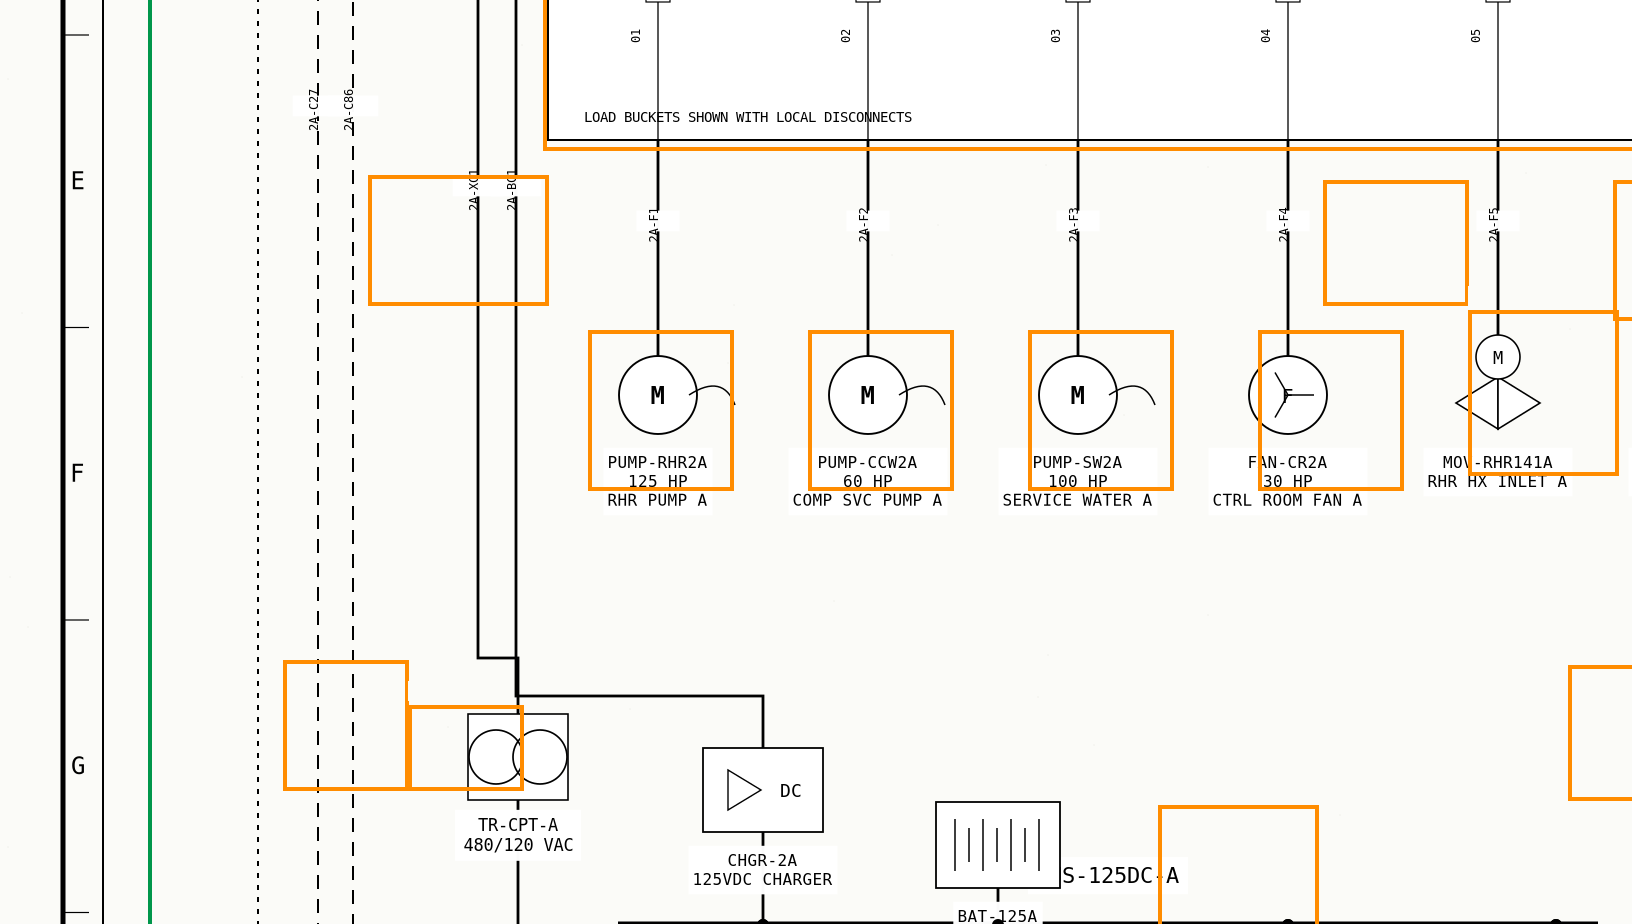 01
02
03
04
05
2A-C27
2A-C86
LOAD BUCKETS SHOWN WITH LOCAL DISCONNECTS
E
2A-XC1
2A-BC1
2A-F1
2A-F2
2A-F3
2A-F4
2A-F5
M
M
M
F
M
F
PUMP-RHR2A
125 HP
RHR PUMP A
PUMP-CCW2A
60 HP
COMP SVC PUMP A
PUMP-SW2A
100 HP
SERVICE WATER A
FAN-CR2A
30 HP
CTRL ROOM FAN A
MOV-RHR141A
RHR HX INLET A
G
DC
TR-CPT-A
480/120 VAC
CHGR-2A
125VDC CHARGER
S-125DC-A
BAT-125A